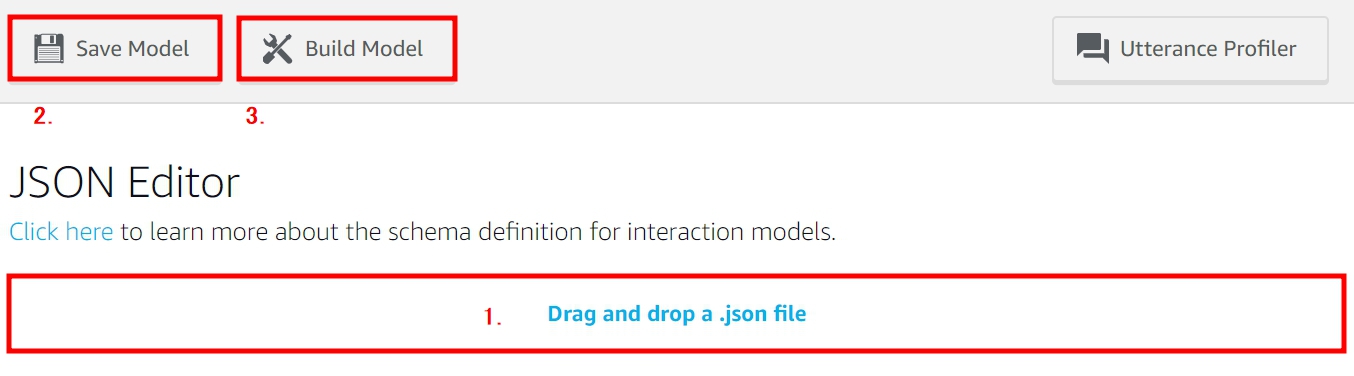 Save Model
Build Model
Utterance Profiler
2.
3.
JSON Editor
Click here to learn more about the schema definition for interaction models.
1.
Drag and drop a .json file